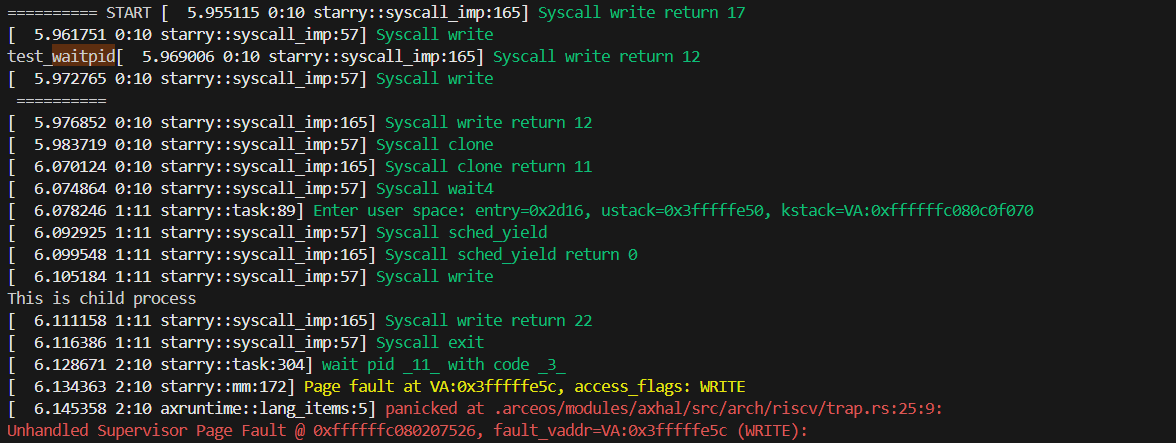 ========== START [  5.955115 0:10 starry::syscall_imp:165] Syscall write return 17
[  5.961751 0:10 starry::syscall_imp:57] Syscall write
test_waitpid[  5.969006 0:10 starry::syscall_imp:165] Syscall write return 12
[  5.972765 0:10 starry::syscall_imp:57] Syscall write
 ==========
[  5.976852 0:10 starry::syscall_imp:165] Syscall write return 12
[  5.983719 0:10 starry::syscall_imp:57] Syscall clone
[  6.070124 0:10 starry::syscall_imp:165] Syscall clone return 11
[  6.074864 0:10 starry::syscall_imp:57] Syscall wait4
[  6.078246 1:11 starry::task:89] Enter user space: entry=0x2d16, ustack=0x3fffffe50, kstack=VA:0xffffffc080c0f070
[  6.092925 1:11 starry::syscall_imp:57] Syscall sched_yield
[  6.099548 1:11 starry::syscall_imp:165] Syscall sched_yield return 0
[  6.105184 1:11 starry::syscall_imp:57] Syscall write
This is child process
[  6.111158 1:11 starry::syscall_imp:165] Syscall write return 22
[  6.116386 1:11 starry::syscall_imp:57] Syscall exit
[  6.128671 2:10 starry::task:304] wait pid _11_ with code _3_
[  6.134363 2:10 starry::mm:172] Page fault at VA:0x3fffffe5c, access_flags: WRITE
[  6.145358 2:10 axruntime::lang_items:5] panicked at .arceos/modules/axhal/src/arch/riscv/trap.rs:25:9:
Unhandled Supervisor Page Fault @ 0xffffffc080207526, fault_vaddr=VA:0x3fffffe5c (WRITE):